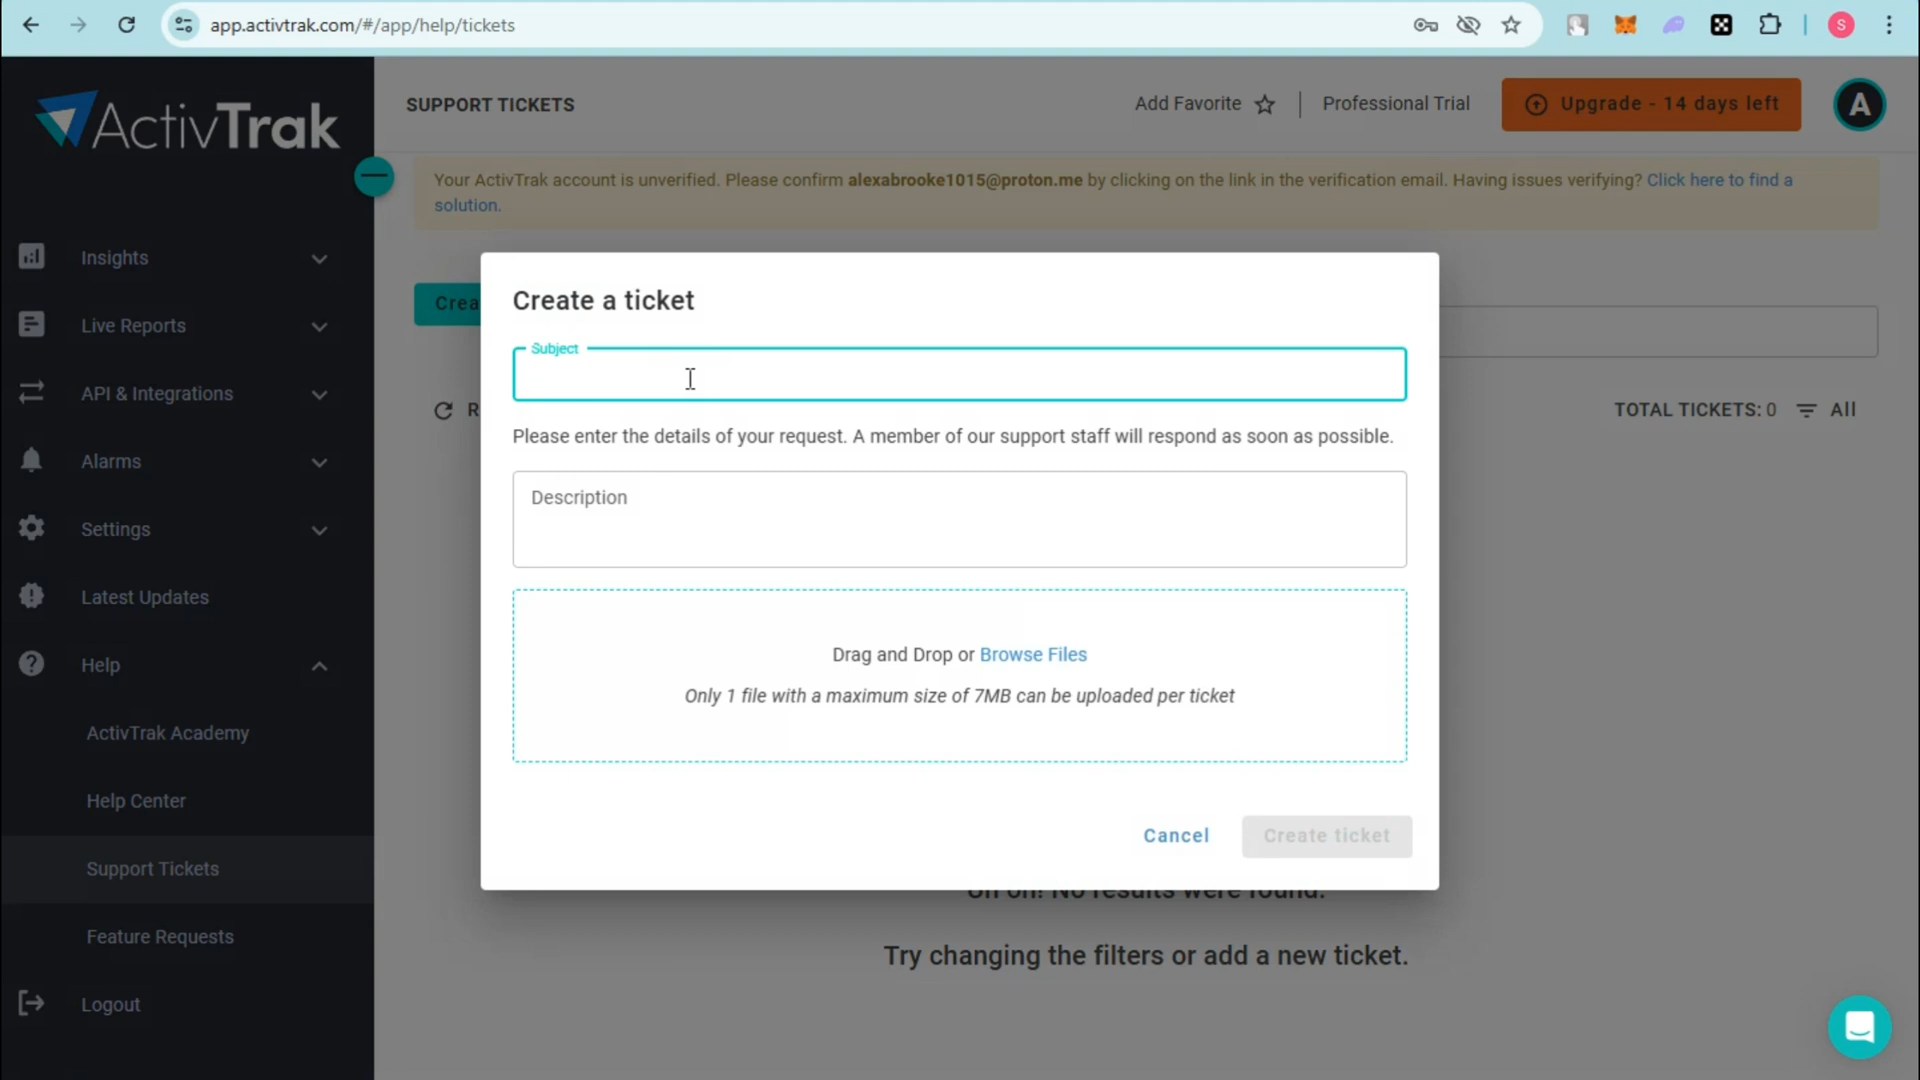 app.activtrak.com/#/app/help/tickets
S
ActivTrak
SUPPORT TICKETS
Add Favorite
Professional Trial
Upgrade - 14 days left
A
Your ActivTrak account is unverified. Please confirm alexabrooke1015@proton.me by clicking on the link in the verification email. Having issues verifying? Click here to find a
solution.
Insights
Live Reports
API & Integrations
Alarms
Settings
Latest Updates
Help
ActivTrak Academy
Help Center
Support Tickets
Feature Requests
Logout
Crea
R
TOTAL TICKETS: 0
All
Create a ticket
Subject
Please enter the details of your request. A member of our support staff will respond as soon as possible.
Description
Drag and Drop or Browse Files
Only 1 file with a maximum size of 7MB can be uploaded per ticket
Cancel
Create ticket
No results were found.
Try changing the filters or add a new ticket.